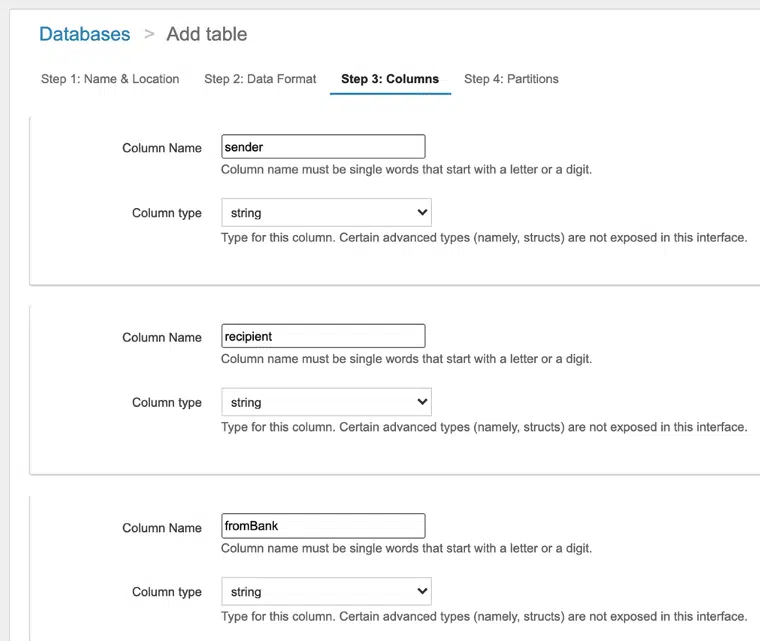 Databases > Add table
Step 1: Name & Location Step 2: Data Format Step 3: Columns Step 4: Partitions
Column Name sender
Column name must be single words that start with a letter or a digit.
Column type string
Type for this column. Certain advanced types (namely, structs) are not exposed in this interface.
Column Name recipient
Column name must be single words that start with a letter or a digit.
Column type string
Type for this column. Certain advanced types (namely, structs) are not exposed in this interface.
Column Name fromBank
Column name must be single words that start with a letter or a digit.
Column type string
Type for this column. Certain advanced types (namely, structs) are not exposed in this interface.